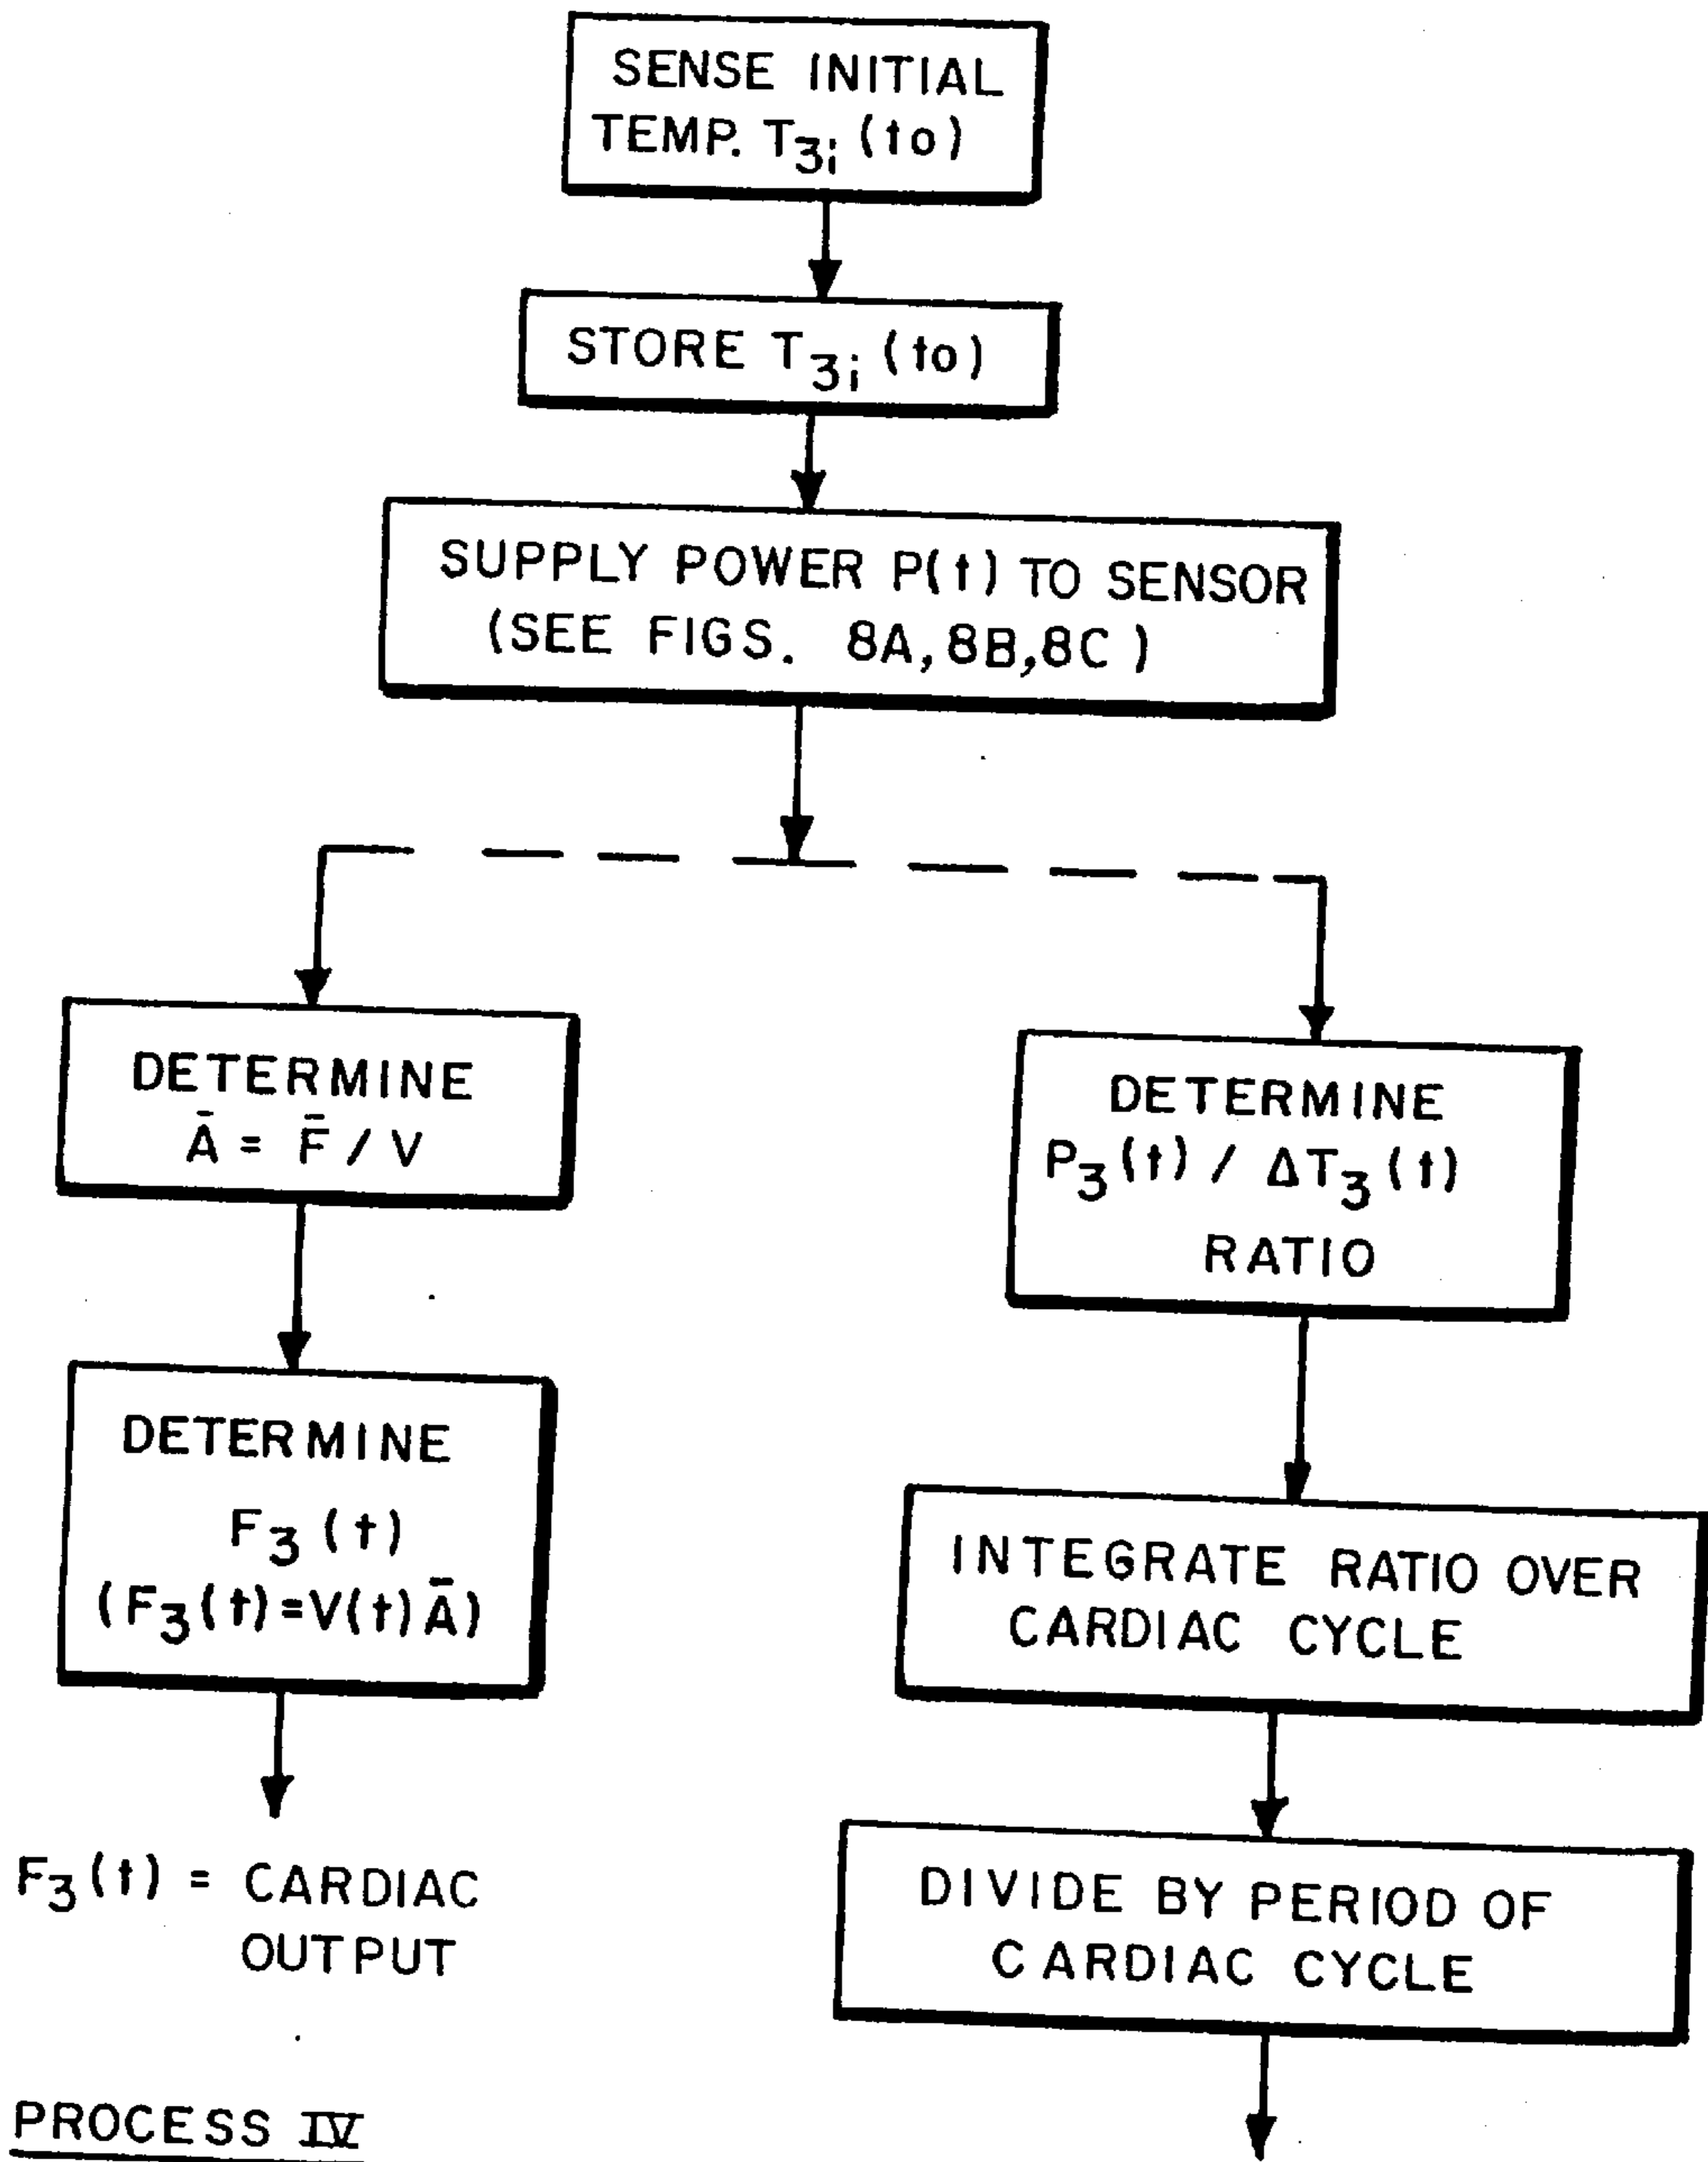 SENSE INITIAL
TEMP. T₃ᵢ (to)
STORE T₃ᵢ (to)
SUPPLY POWER P(t) TO SENSOR
(SEE FIGS. 8A, 8B, 8C )
DETERMINE
Ā = F̄ / V
DETERMINE
F₃ (t)
(F₃(t)=V(t)Ā)
F₃(t) = CARDIAC
OUTPUT
DETERMINE
P₃(t) / ΔT₃(t)
RATIO
INTEGRATE RATIO OVER
CARDIAC CYCLE
DIVIDE BY PERIOD OF
CARDIAC CYCLE
PROCESS IV